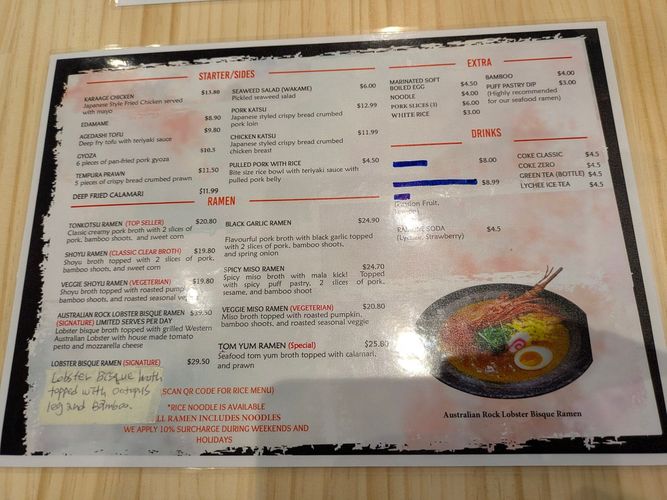 STARTER/SIDES
KARAAGE CHICKEN $13.80
Japanese Style Fried Chicken served
with mayo
EDAMAME $8.90
AGEDASHI TOFU $9.80
Deep fry tofu with teriyaki sauce
GYOZA $10.5
6 pieces of pan-fried pork gyoza
TEMPURA PRAWN $11.50
5 pieces of crispy bread crumbed prawn
DEEP FRIED CALAMARI $11.99
SEAWEED SALAD (WAKAME) $6.00
Pickled seaweed salad
PORK KATSU $12.99
Japanese styled crispy bread crumbed
pork loin
CHICKEN KATSU $11.99
Japanese styled crispy bread crumbed
chicken breast
PULLED PORK WITH RICE $4.50
Bite size rice bowl with teriyaki sauce with
pulled pork belly
RAMEN
TONKOTSU RAMEN (TOP SELLER) $20.80
Classic creamy pork broth with 2 slices of
pork, bamboo shoots, and sweet corn
SHOYU RAMEN (CLASSIC CLEAR BROTH) $19.80
Shoyu broth topped with 2 slices of pork,
bamboo shoots, and sweet corn
VEGGIE SHOYU RAMEN (VEGETERIAN) $19.80
Shoyu broth topped with roasted pumpkin,
bamboo shoots, and roasted seasonal veggie
AUSTRALIAN ROCK LOBSTER BISQUE RAMEN $39.50
(SIGNATURE) LIMITED SERVES PER DAY
Lobster bisque broth topped with grilled Western
Australian Lobster with house made tomato
pesto and mozzarella cheese
LOBSTER BISQUE RAMEN (SIGNATURE) $29.50
Lobster Bisque broth
topped with octopus
leg and Bamboo.
BLACK GARLIC RAMEN $24.90
Flavourful pork broth with black garlic topped
with 2 slices of pork, bamboo shoots,
and spring onion
SPICY MISO RAMEN $24.70
Spicy miso broth with mala kick! Topped
with spicy puff pastry, 2 slices of pork,
sesame, and bamboo shoot
VEGGIE MISO RAMEN (VEGETERIAN) $20.80
Miso broth topped with roasted pumpkin,
bamboo shoots, and roasted seasonal veggie
TOM YUM RAMEN (Special) $25.80
Seafood tom yum broth topped with calamari,
and prawn
SCAN QR CODE FOR RICE MENU)
*RICE NOODLE IS AVAILABLE
ALL RAMEN INCLUDES NOODLES
WE APPLY 10% SURCHARGE DURING WEEKENDS AND
HOLIDAYS
EXTRA
MARINATED SOFT
BOILED EGG $4.50
NOODLE $4.00
PORK SLICES (3) $6.00
WHITE RICE $3.00
BAMBOO $4.00
PUFF PASTRY DIP $3.00
(Highly recommended
for our seafood ramen)
DRINKS
$8.00
$8.99
(Passion Fruit,
RAMUNE SODA $4.5
(Lychee, Strawberry)
COKE CLASSIC $4.5
COKE ZERO $4.5
GREEN TEA (BOTTLE) $4.5
LYCHEE ICE TEA $4.5
Australian Rock Lobster Bisque Ramen